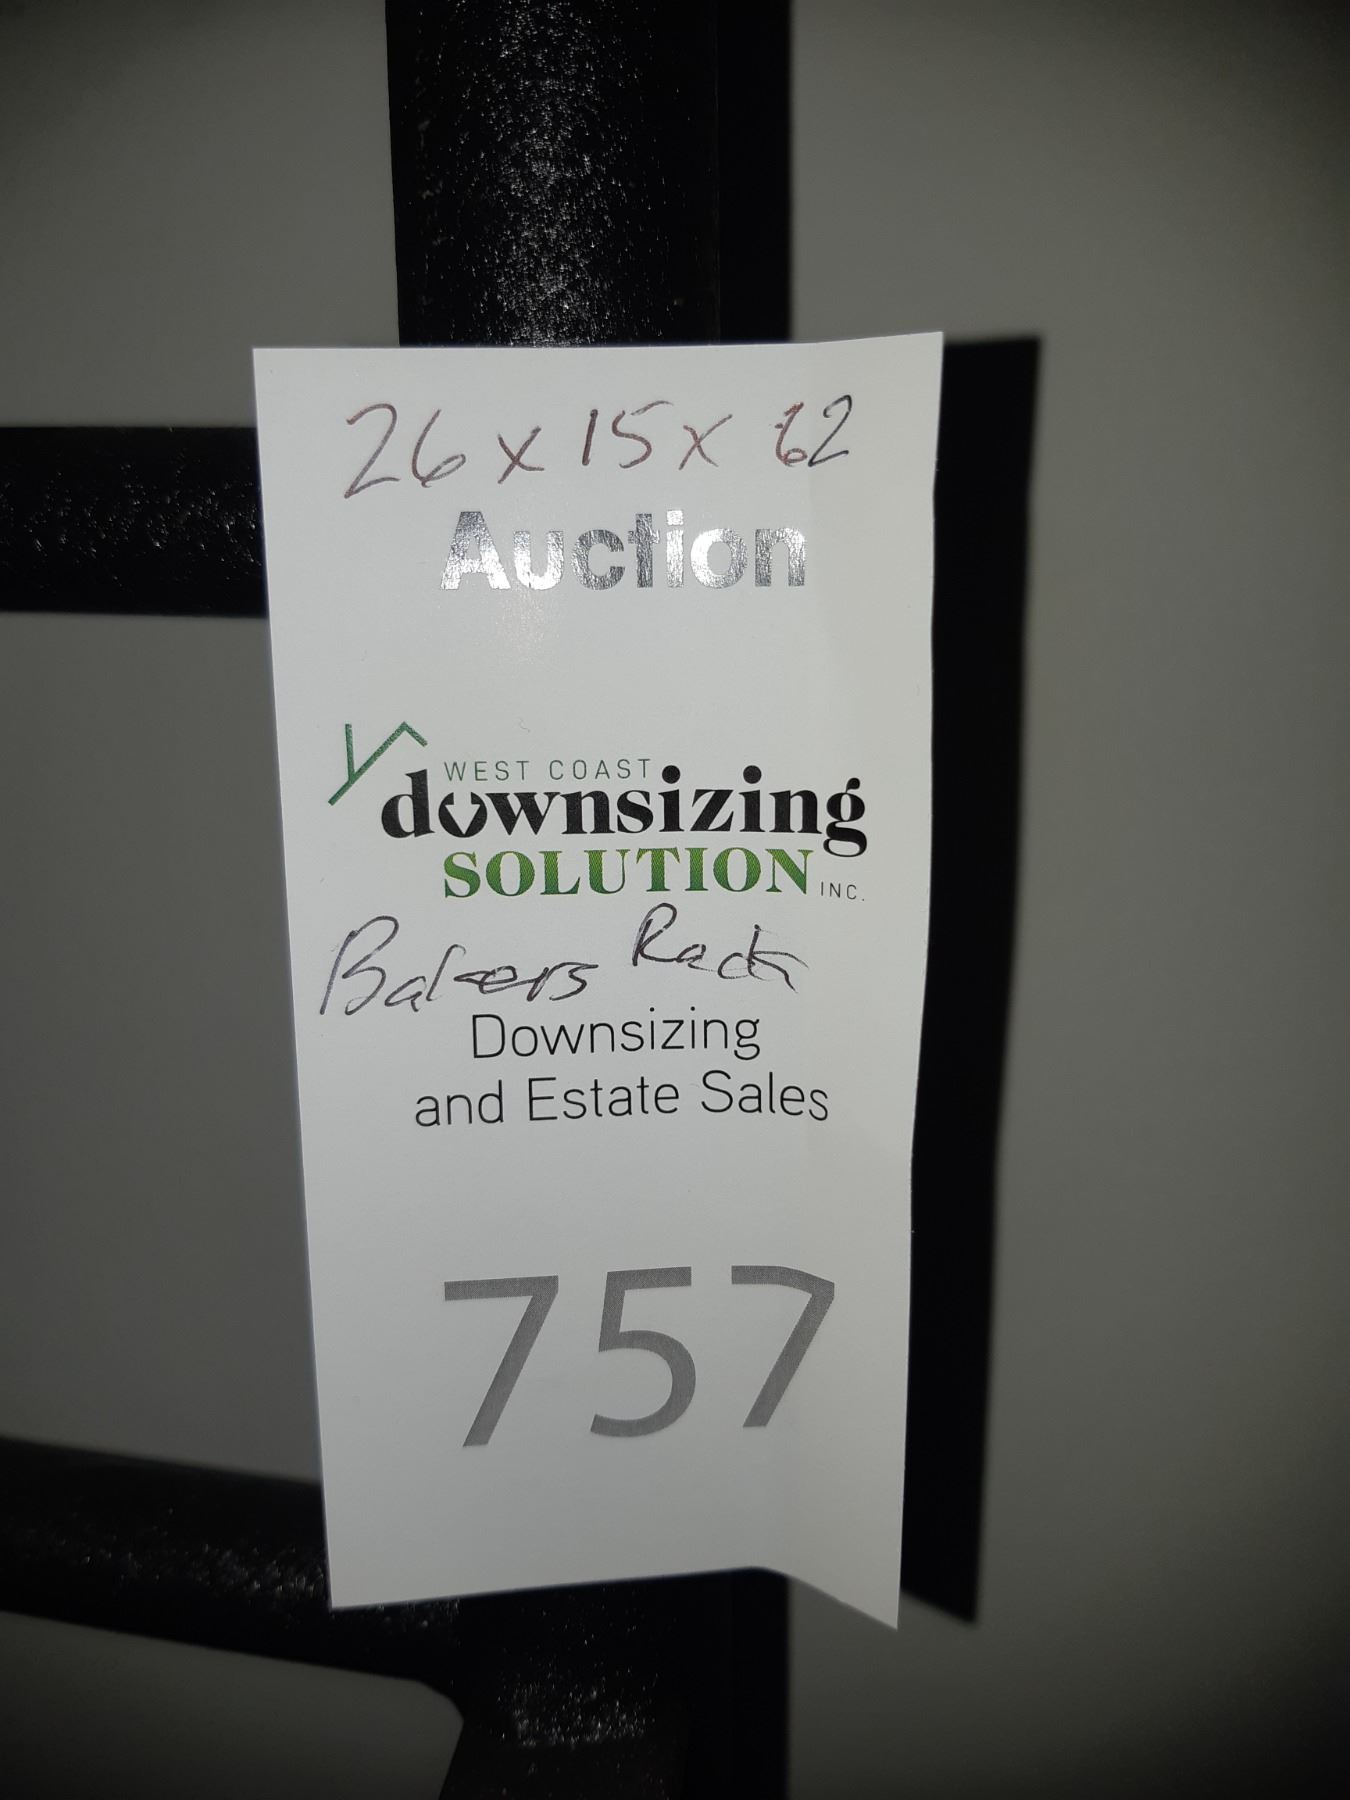 26 x 15 x 62
Auction
WEST COAST
downsizing
SOLUTION INC.
Bakers Rack
Downsizing
and Estate Sales
757